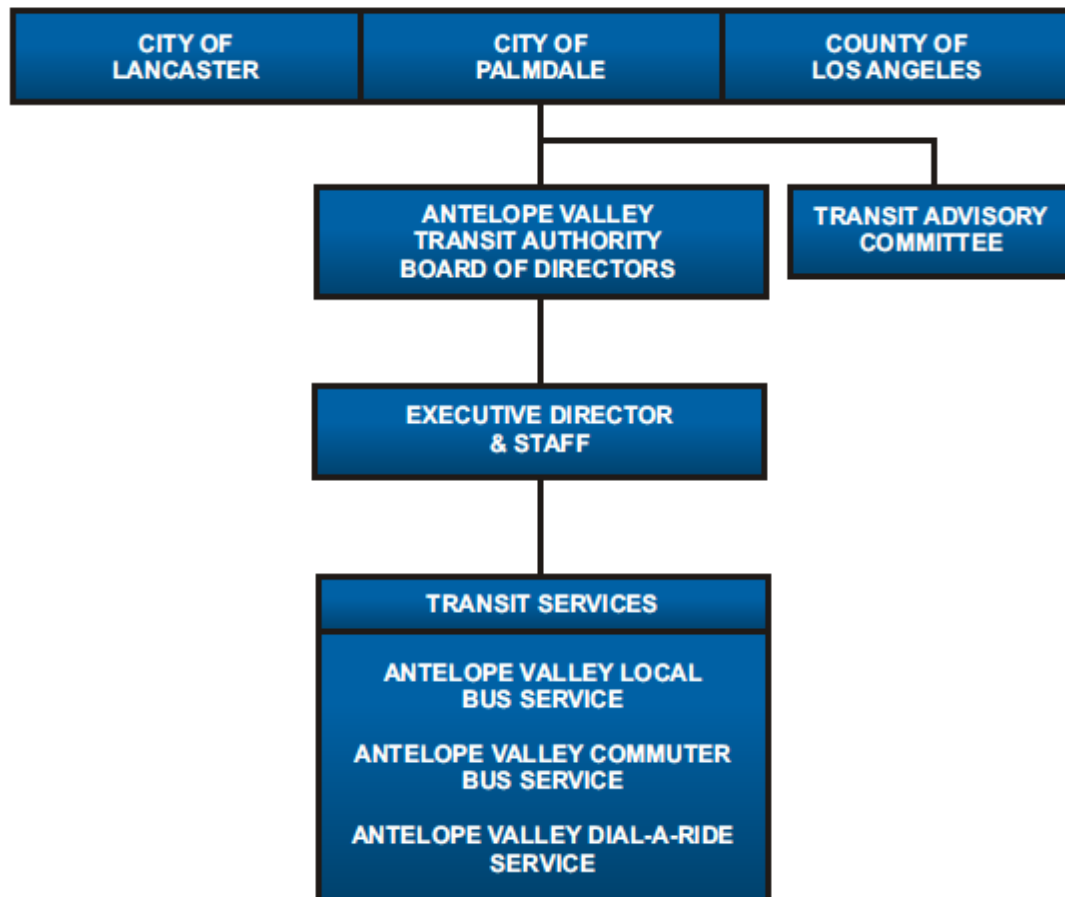 CITY OF
LANCASTER
CITY OF
PALMDALE
COUNTY OF
LOS ANGELES
ANTELOPE VALLEY
TRANSIT AUTHORITY
BOARD OF DIRECTORS
TRANSIT ADVISORY
COMMITTEE
EXECUTIVE DIRECTOR
& STAFF
TRANSIT SERVICES
ANTELOPE VALLEY LOCAL
BUS SERVICE
ANTELOPE VALLEY COMMUTER
BUS SERVICE
ANTELOPE VALLEY DIAL-A-RIDE
SERVICE